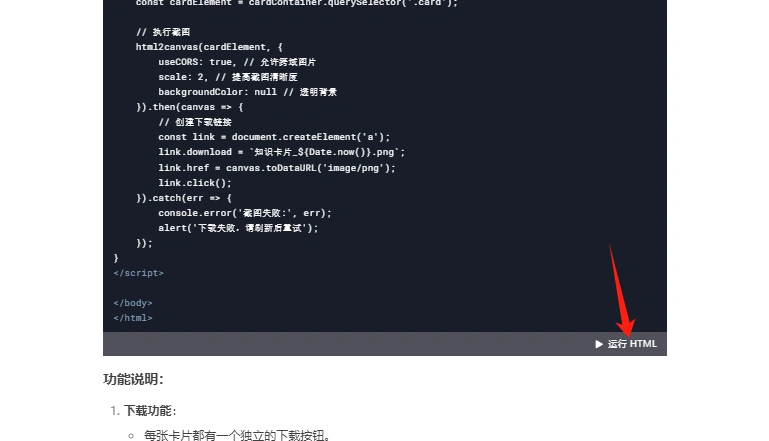 const cardElement = cardContainer.querySelector('.card');
// 执行截图
html2canvas(cardElement, {
useCORS: true, // 允许跨域图片
scale: 2, // 提高截图清晰度
backgroundColor: null // 透明背景
}).then(canvas => {
// 创建下载链接
const link = document.createElement('a');
link.download = `知识卡片_${Date.now()}.png`;
link.href = canvas.toDataURL('image/png');
link.click();
}).catch(err => {
console.error('截图失败:', err);
alert('下载失败，请刷新后重试');
});
}
</script>
</body>
</html>
▶ 运行 HTML
功能说明：
1. 下载功能：
◦ 每张卡片都有一个独立的下载按钮。